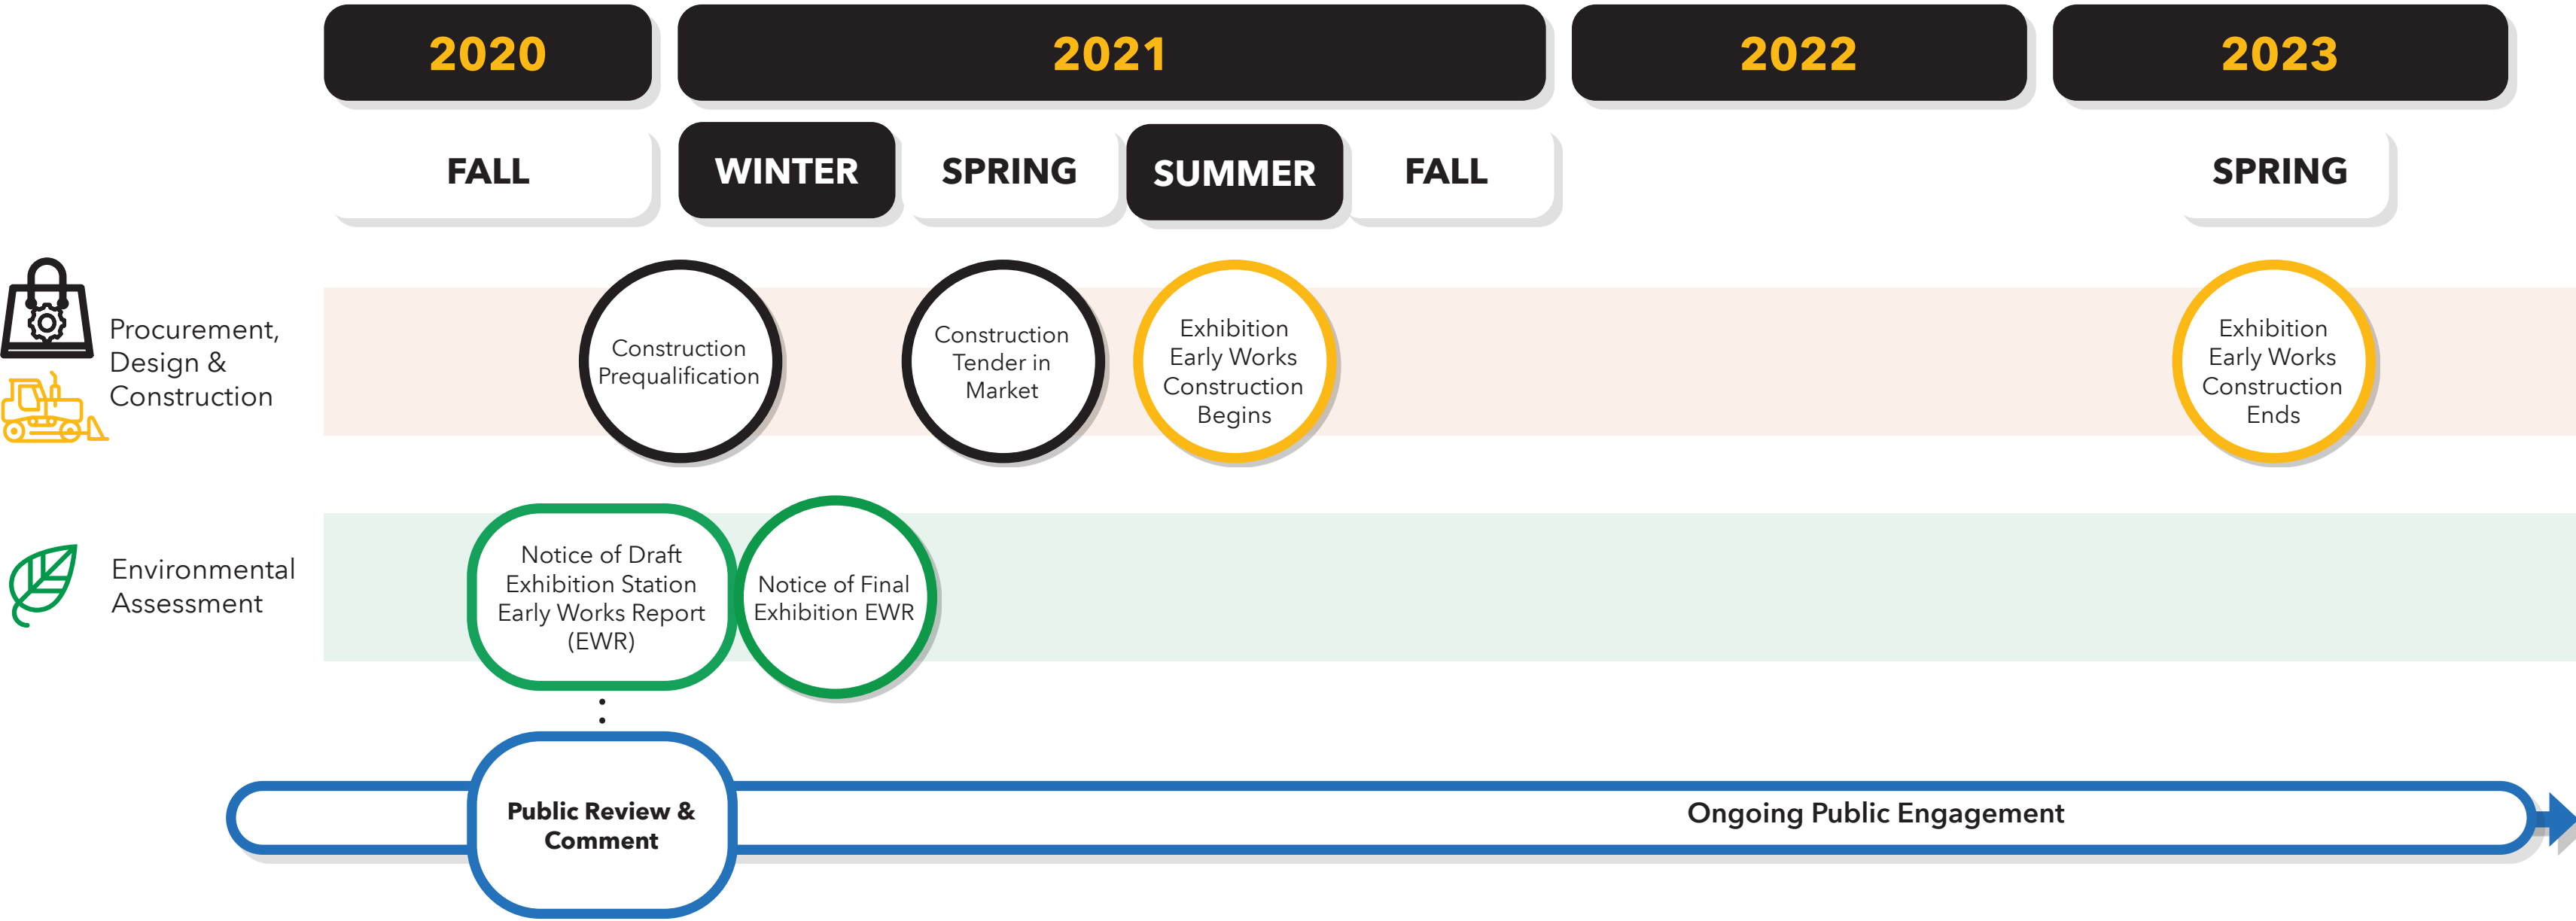 2020
2021
2022
2023
FALL
WINTER
SPRING
SUMMER
FALL
SPRING
Procurement,
Design &
Construction
Construction
Prequalification
Construction
Tender in
Market
Exhibition
Early Works
Construction
Begins
Exhibition
Early Works
Construction
Ends
Environmental
Assessment
Notice of Draft
Exhibition Station
Early Works Report
(EWR)
Notice of Final
Exhibition EWR
Public Review &
Comment
Ongoing Public Engagement